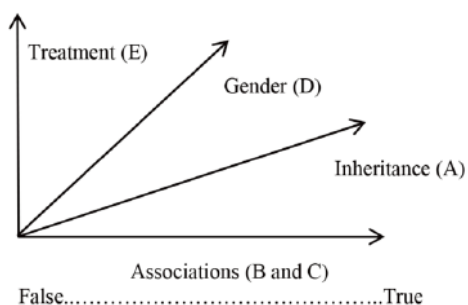 Treatment (E)
Gender (D)
Inheritance (A)
Associations (B and C)
False..................................................True